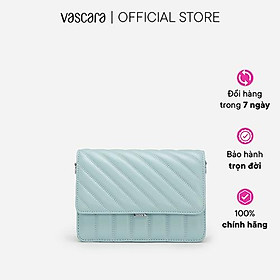 vascara | OFFICIAL STORE
Đổi hàng
trong 7 ngày
Bảo hành
trọn đời
100%
chính hãng